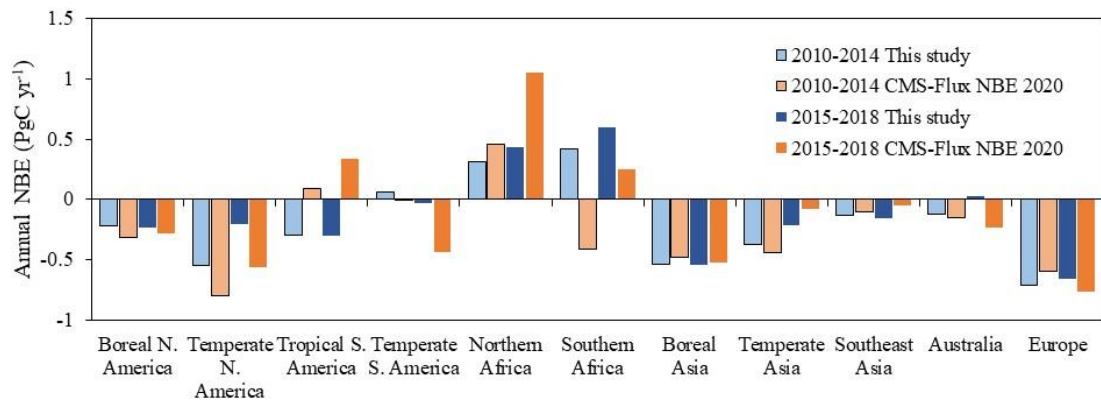 Annual NBE (PgC yr-1)
1.5
1
0.5
0
-0.5
-1
2010-2014 This study
2010-2014 CMS-Flux NBE 2020
2015-2018 This study
2015-2018 CMS-Flux NBE 2020
Boreal N.
America
Temperate
N.
America
Tropical S.
America
Temperate
S. America
Northern
Africa
Southern
Africa
Boreal
Asia
Temperate
Asia
Southeast
Asia
Australia
Europe